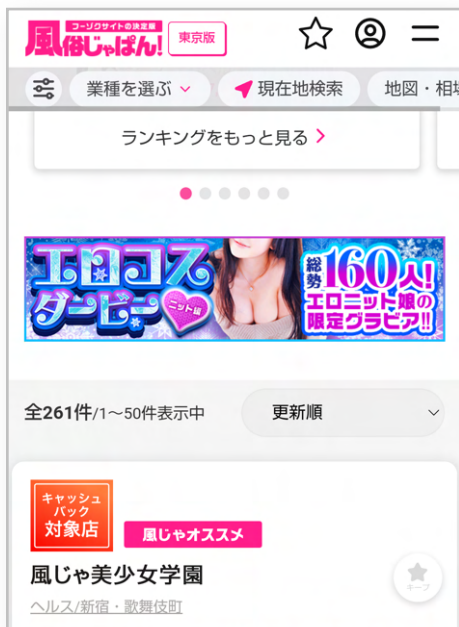 フーゾクサイトの決定版
風俗じゃぱん!
東京版
業種を選ぶ
現在地検索
地図・相場
ランキングをもっと見る
エロコス
ダービー
ニット編
総勢160人!
エロニット娘の
限定グラビア!!
全261件/1〜50件表示中
更新順
キャッシュ
バック
対象店
風じゃオススメ
風じゃ美少女学園
キープ
ヘルス/新宿・歌舞伎町